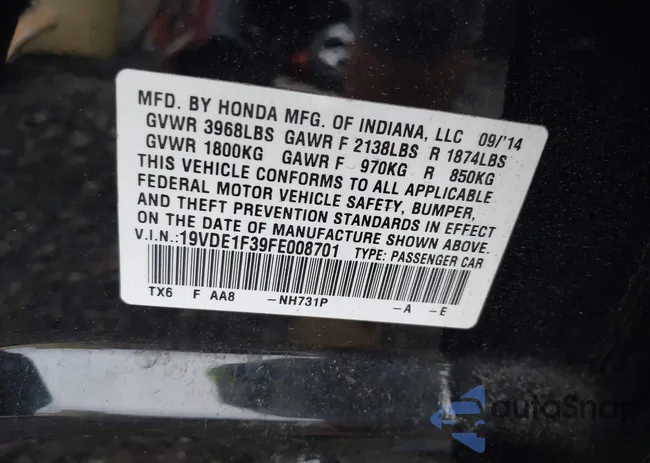 MFD. BY HONDA MFG. OF INDIANA, LLC 09/'14
GVWR 3968LBS GAWR F 2138LBS R 1874LBS
GVWR 1800KG GAWR F 970KG R 850KG
THIS VEHICLE CONFORMS TO ALL APPLICABLE
FEDERAL MOTOR VEHICLE SAFETY, BUMPER,
AND THEFT PREVENTION STANDARDS IN EFFECT
ON THE DATE OF MANUFACTURE SHOWN ABOVE.
V.I.N.:19VDE1F39FE008701 TYPE: PASSENGER CAR
TX6 F AA8 -NH731P -A -E
autoSnap